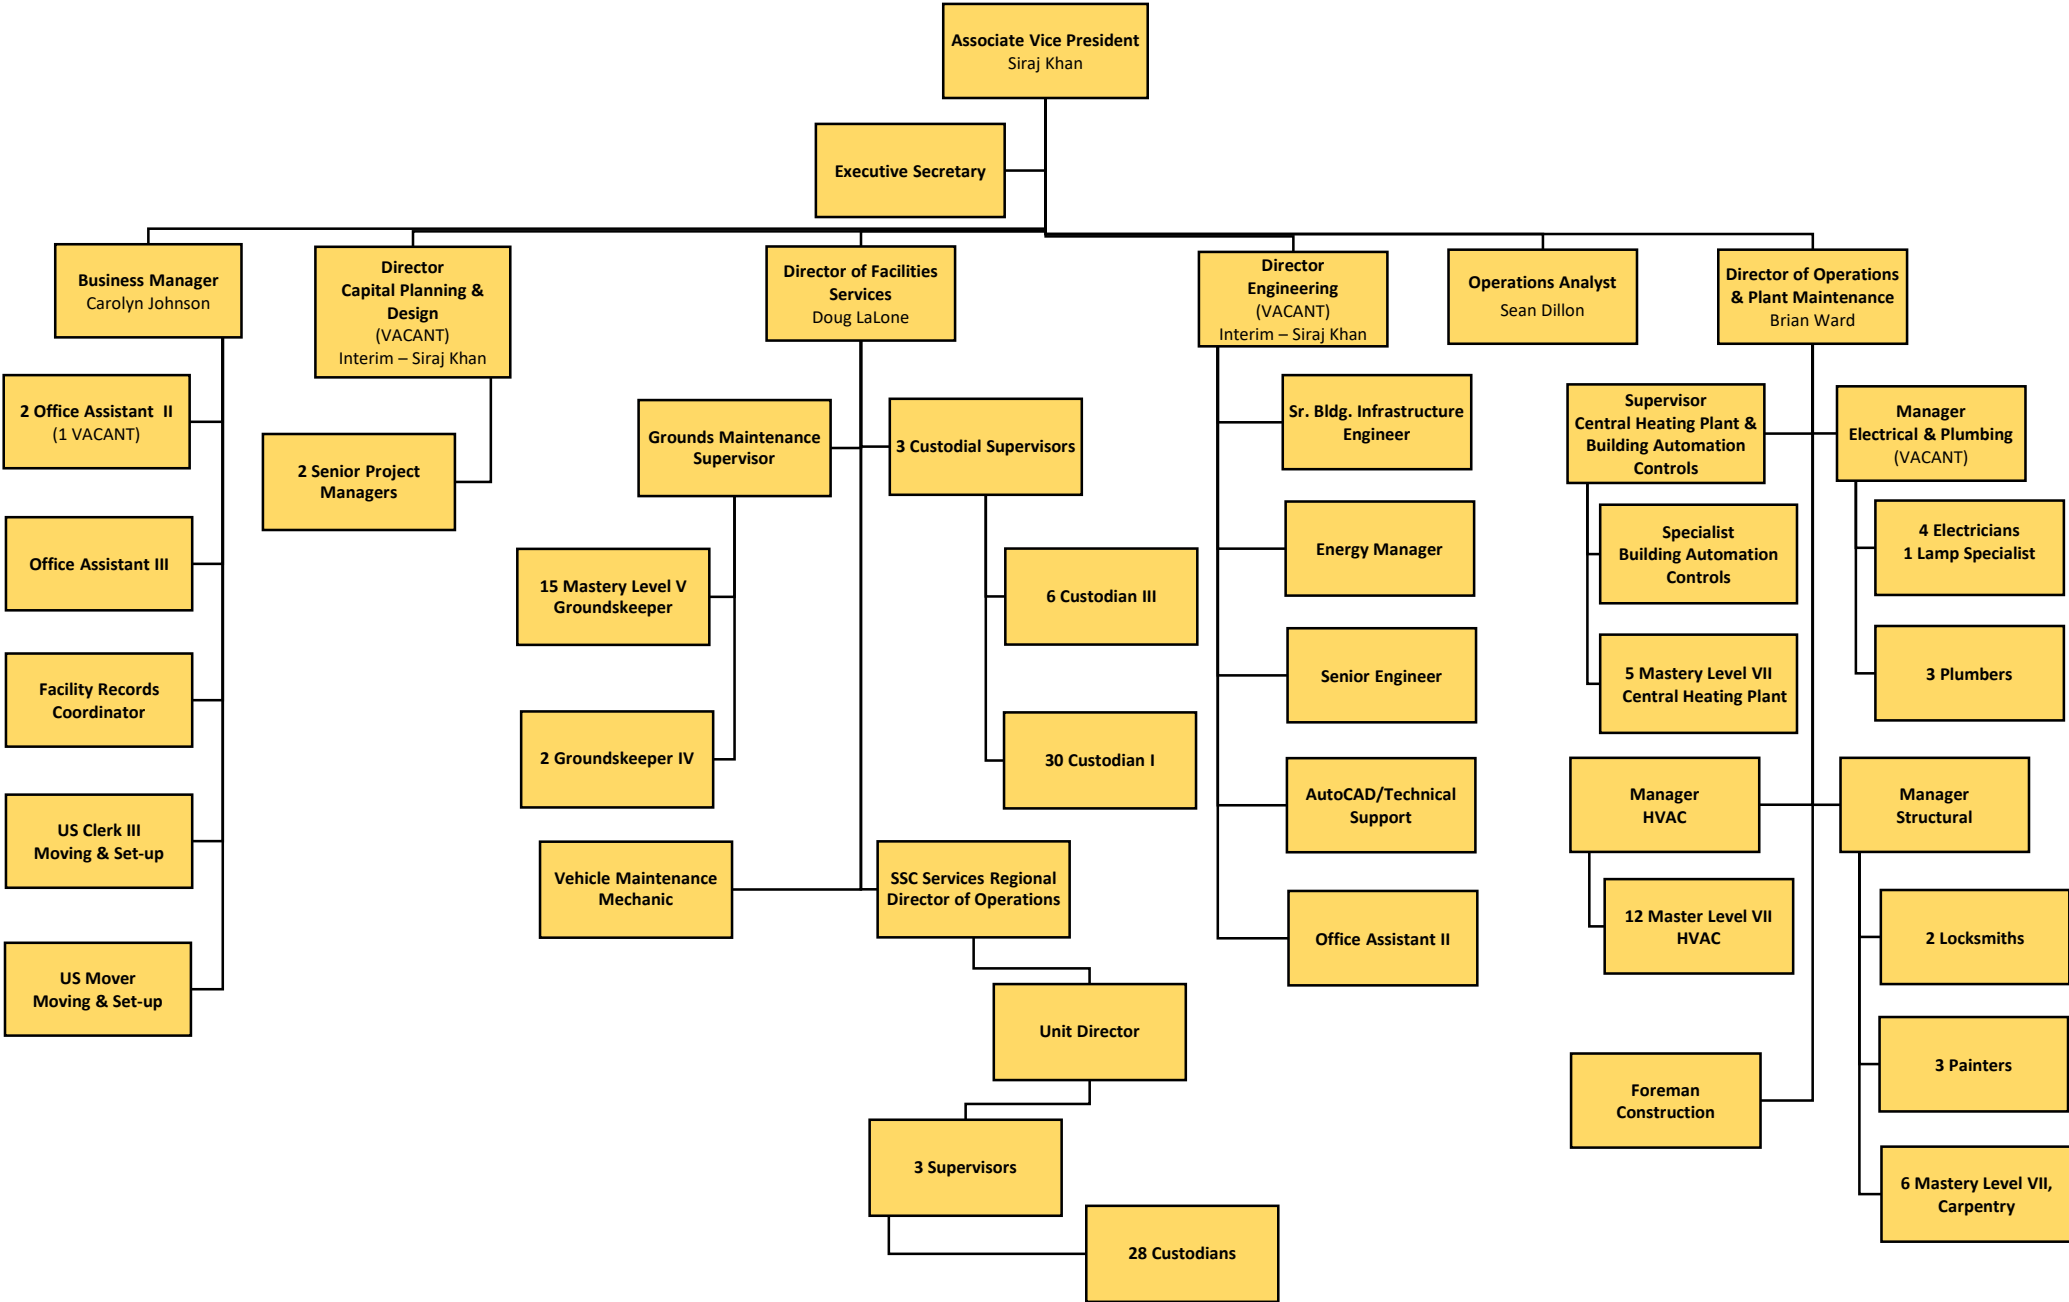 Associate Vice President
Siraj Khan
Executive Secretary
Business Manager
Carolyn Johnson
Director
Capital Planning &
Design
(VACANT)
Interim – Siraj Khan
Director of Facilities
Services
Doug LaLone
Director
Engineering
(VACANT)
Interim – Siraj Khan
Operations Analyst
Sean Dillon
Director of Operations
& Plant Maintenance
Brian Ward
2 Office Assistant  II
(1 VACANT)
Office Assistant III
Facility Records
Coordinator
US Clerk III
Moving & Set-up
US Mover
Moving & Set-up
2 Senior Project
Managers
Grounds Maintenance
Supervisor
3 Custodial Supervisors
15 Mastery Level V
Groundskeeper
2 Groundskeeper IV
6 Custodian III
30 Custodian I
Vehicle Maintenance
Mechanic
SSC Services Regional
Director of Operations
Unit Director
3 Supervisors
28 Custodians
Sr. Bldg. Infrastructure
Engineer
Energy Manager
Senior Engineer
AutoCAD/Technical
Support
Office Assistant II
Supervisor
Central Heating Plant &
Building Automation
Controls
Manager
Electrical & Plumbing
(VACANT)
Specialist
Building Automation
Controls
5 Mastery Level VII
Central Heating Plant
4 Electricians
1 Lamp Specialist
3 Plumbers
Manager
HVAC
12 Master Level VII
HVAC
Manager
Structural
2 Locksmiths
3 Painters
6 Mastery Level VII,
Carpentry
Foreman
Construction